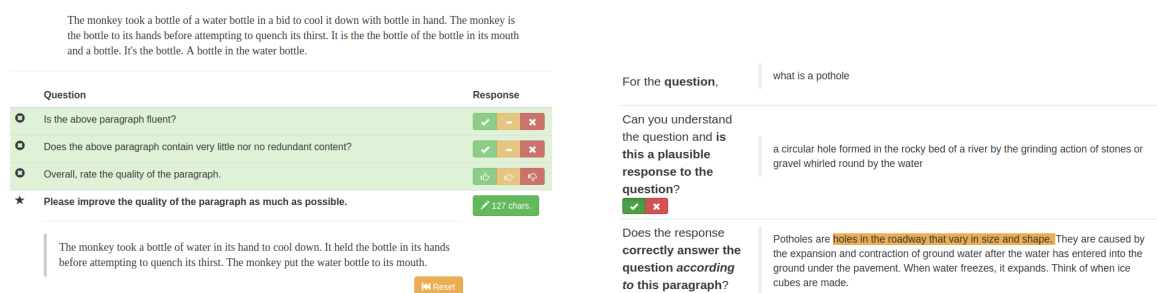 The monkey took a bottle of a water bottle in a bid to cool it down with bottle in hand. The monkey is
the bottle to its hands before attempting to quench its thirst. It is the the bottle of the bottle in its mouth
and a bottle. It's the bottle. A bottle in the water bottle.
Question Response
Is the above paragraph fluent?
Does the above paragraph contain very little nor no redundant content?
Overall, rate the quality of the paragraph.
Please improve the quality of the paragraph as much as possible. 127 chars.
The monkey took a bottle of water in its hand to cool down. It held the bottle in its hands
before attempting to quench its thirst. The monkey put the water bottle to its mouth.
Reset
For the question,
what is a pothole
Can you understand
the question and is
this a plausible
response to the
question?
a circular hole formed in the rocky bed of a river by the grinding action of stones or
gravel whirled round by the water
Does the response
correctly answer the
question according
to this paragraph?
Potholes are holes in the roadway that vary in size and shape. They are caused by
the expansion and contraction of ground water after the water has entered into the
ground under the pavement. When water freezes, it expands. Think of when ice
cubes are made.